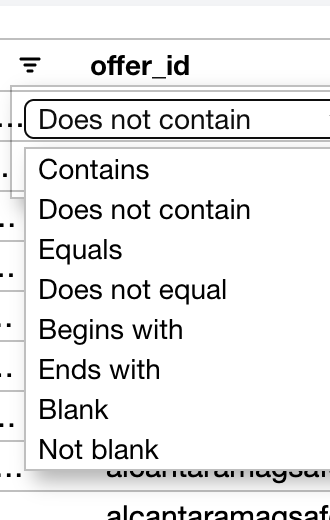 offer_id
Does not contain
Contains
Does not contain
Equals
Does not equal
Begins with
Ends with
Blank
Not blank